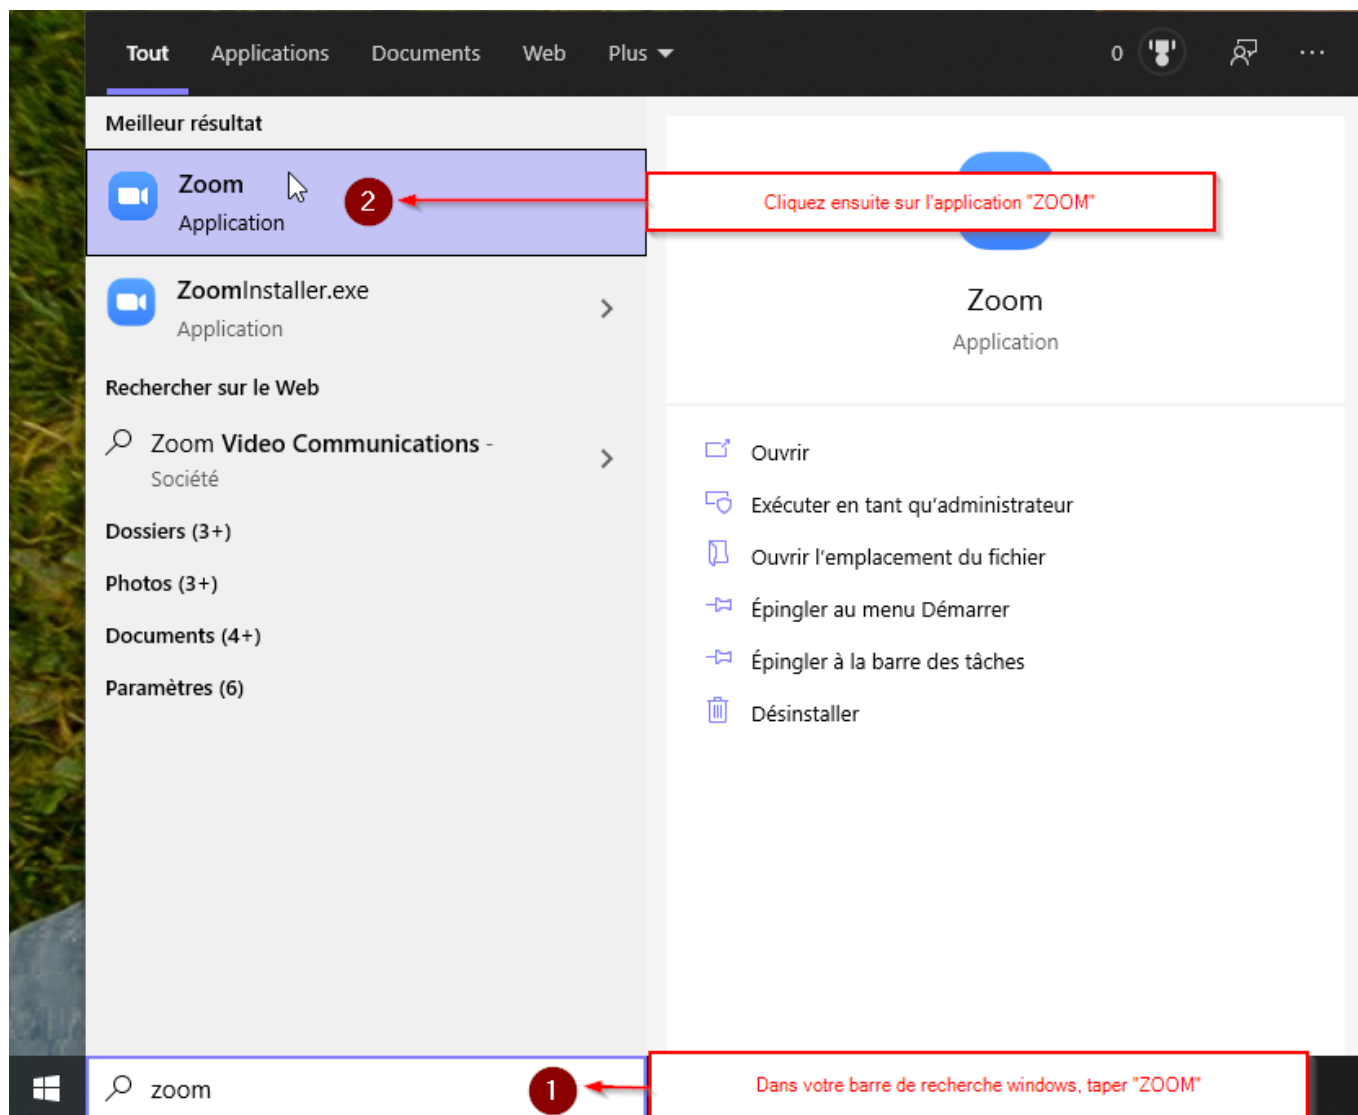 Tout Applications Documents Web Plus 0 ...
Meilleur résultat
Zoom
Application
2
Cliquez ensuite sur l'application "ZOOM"
ZoomInstaller.exe
Application
Rechercher sur le Web
Zoom Video Communications -
Société
Dossiers (3+)
Photos (3+)
Documents (4+)
Paramètres (6)
Zoom
Application
Ouvrir
Exécuter en tant qu'administrateur
Ouvrir l'emplacement du fichier
Épingler au menu Démarrer
Épingler à la barre des tâches
Désinstaller
zoom
1
Dans votre barre de recherche windows, taper "ZOOM"